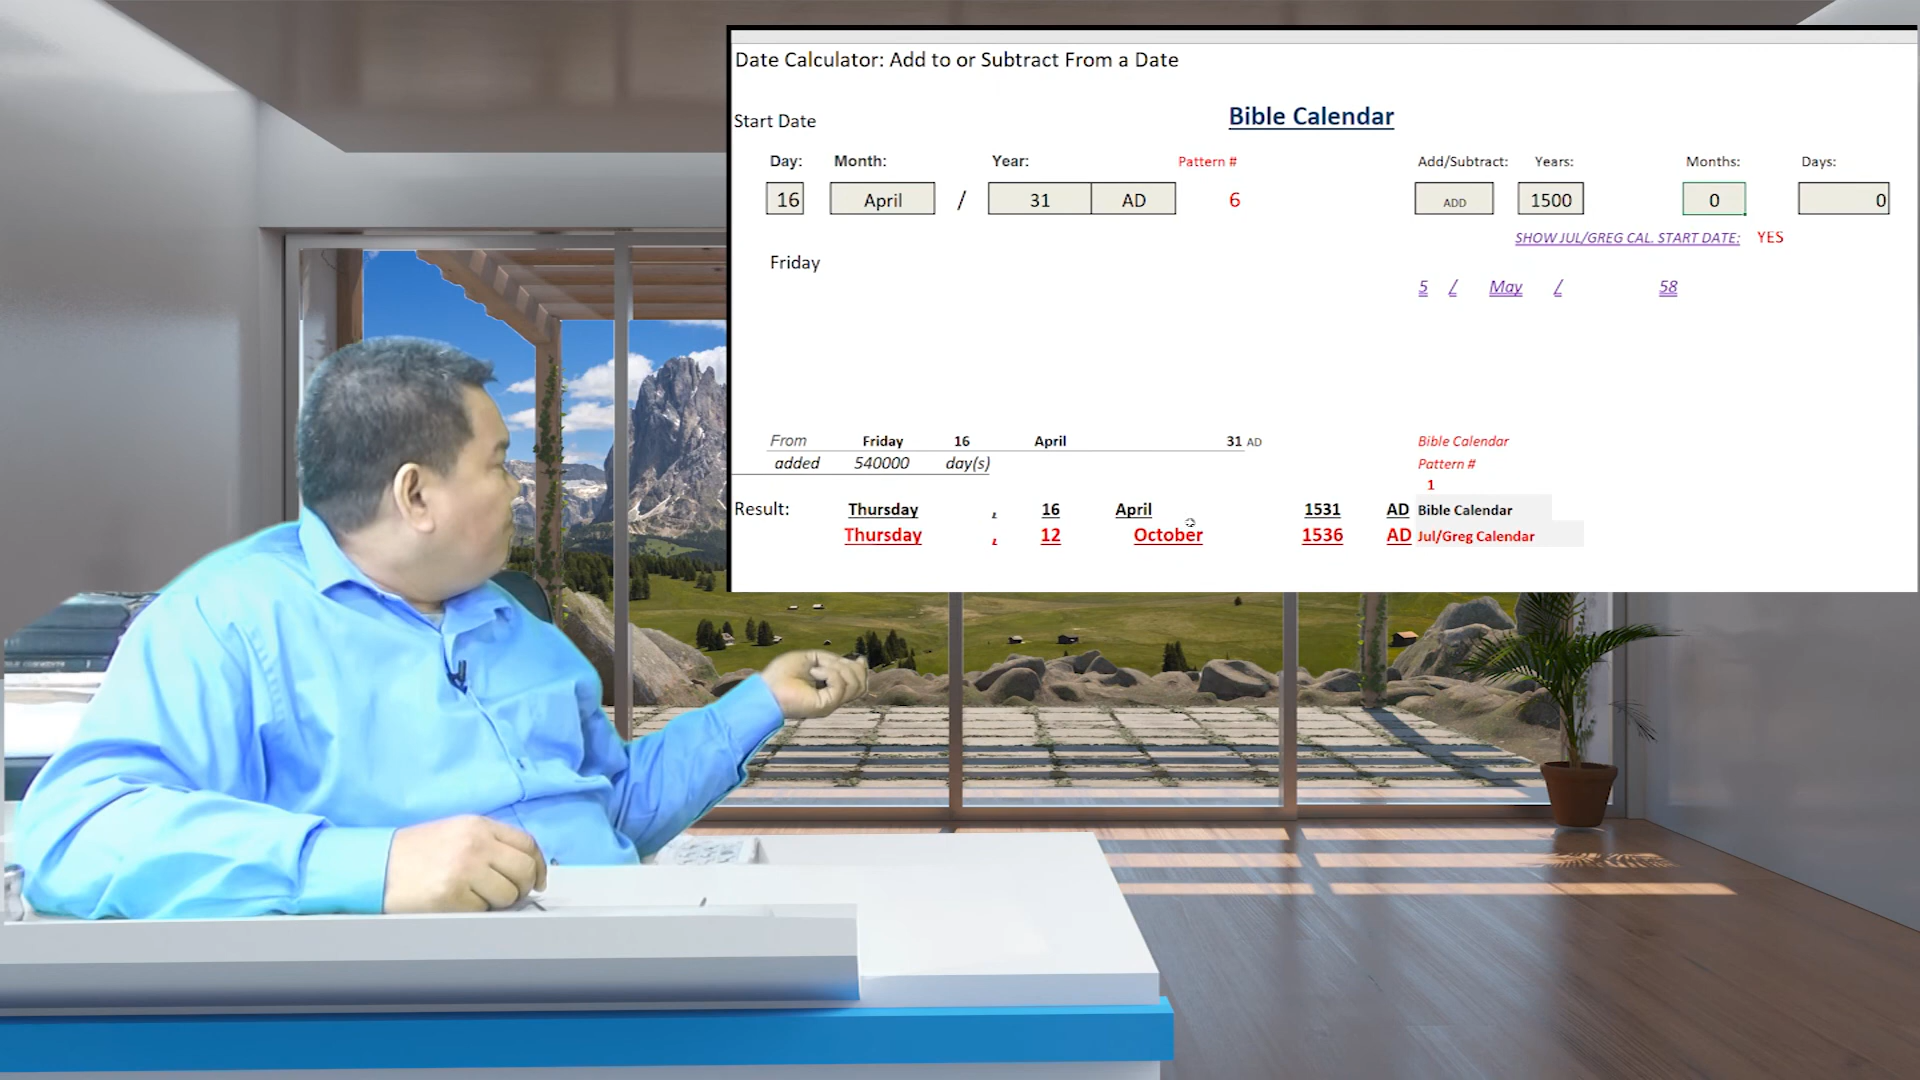 Date Calculator: Add to or Subtract From a Date
Bible Calendar
Start Date
Day: Month: Year: Pattern # Add/Subtract: Years: Months: Days:
16 April / 31 AD 6 ADD 1500 0 0
SHOW JUL/GREG CAL. START DATE: YES
Friday
5 / May / 58
From Friday 16 April 31 AD Bible Calendar
added 540000 day(s) Pattern #
1
Result: Thursday , 16 April 1531 AD Bible Calendar
Thursday , 12 October 1536 AD Jul/Greg Calendar